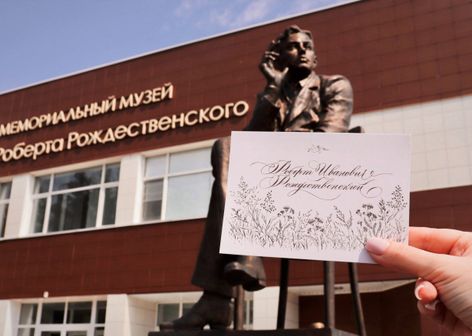 МЕМОРИАЛЬНЫЙ МУЗЕЙ
Роберта Рождественского
Роберт Иванович
Рождественский